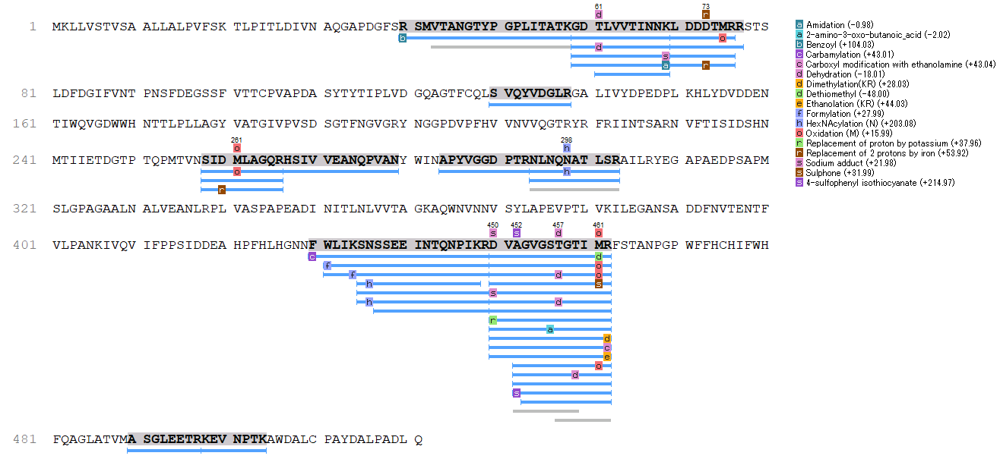 61 73
d r
1 MKLLVSTVSA ALLALPVFSK TLPITLDIVN AQGAPDGFSR SMVTANGTYP GPLITATKGD TLVVTINNKL DDDTMRRSTS
b o
d
s
a r
81 LDFDGIFVNT PNSFDEGSSF VTTCPVAPDA SYTYTIPLVD GQAGTFCQLS VQYVDGLRGA LIVYDPEDPL KHLYDVDDEN
161 TIWQVGDWWH NTTLPLLAGY VATGIVPVSD SGTFNGVGRY NGGPDVPFHV VNVVQGTRYR FRIINTSARN VFTISIDSHN
261 298
o h
241 MTIIETDGTP TQPMTVNSID MLAGQRHSIV VEANQPVANY WINAPYVGGD PTRNLNQNAT LSRAILRYEG APAEDPSAPM
o h
r
321 SLGPAGAALN ALVEANLRPL VASPAPEADI NITLNLVVTA GKAQWNVNNV SYLAPEVPTL VKILEGANSA DDFNVTENTF
450 452 457 461
s s d o
401 VLPANKIVQV IFPPSIDDEA HPFHLHGNNF WLIKSNSSEE INTQNPIKRD VAGVGSTGTI MRFSTANPGP WFFHCHIFWH
c d
f o
f d o
h s
s
h d
r
a
d
c
e
o
d
s
481 FQAGLATVMA SGLEETRKEV NPTKAWDALC PAYDALPADL Q
a Amidation (-0.98)
a 2-amino-3-oxo-butanoic_acid (-2.02)
b Benzoyl (+104.03)
c Carbamylation (+43.01)
c Carboxyl modification with ethanolamine (+43.04)
d Dehydration (-18.01)
d Dimethylation(KR) (+28.03)
d Dethiomethyl (-48.00)
e Ethanolation (KR) (+44.03)
f Formylation (+27.99)
h HexNAcylation (N) (+203.08)
o Oxidation (M) (+15.99)
r Replacement of proton by potassium (+37.96)
r Replacement of 2 protons by iron (+53.92)
s Sodium adduct (+21.98)
s Sulphone (+31.99)
s 4-sulfophenyl isothiocyanate (+214.97)